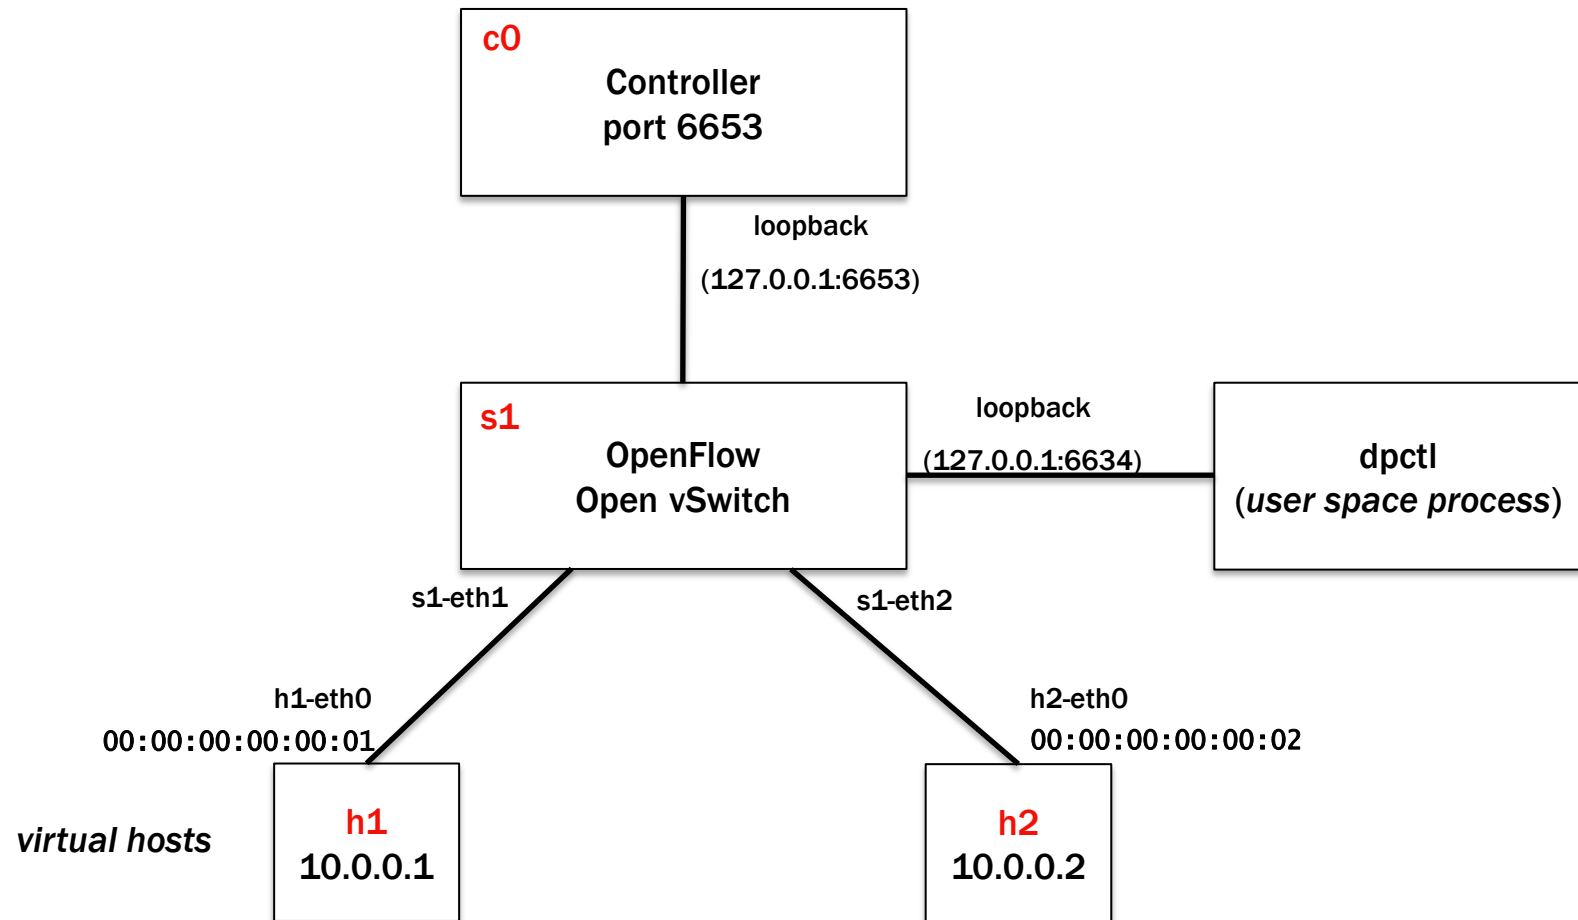 c0
Controller
port 6653
loopback
(127.0.0.1:6653)
s1
OpenFlow
Open vSwitch
loopback
(127.0.0.1:6634)
dpctl
(user space process)
s1-eth1
s1-eth2
h1-eth0
00:00:00:00:00:01
h2-eth0
00:00:00:00:00:02
virtual hosts
h1
10.0.0.1
h2
10.0.0.2